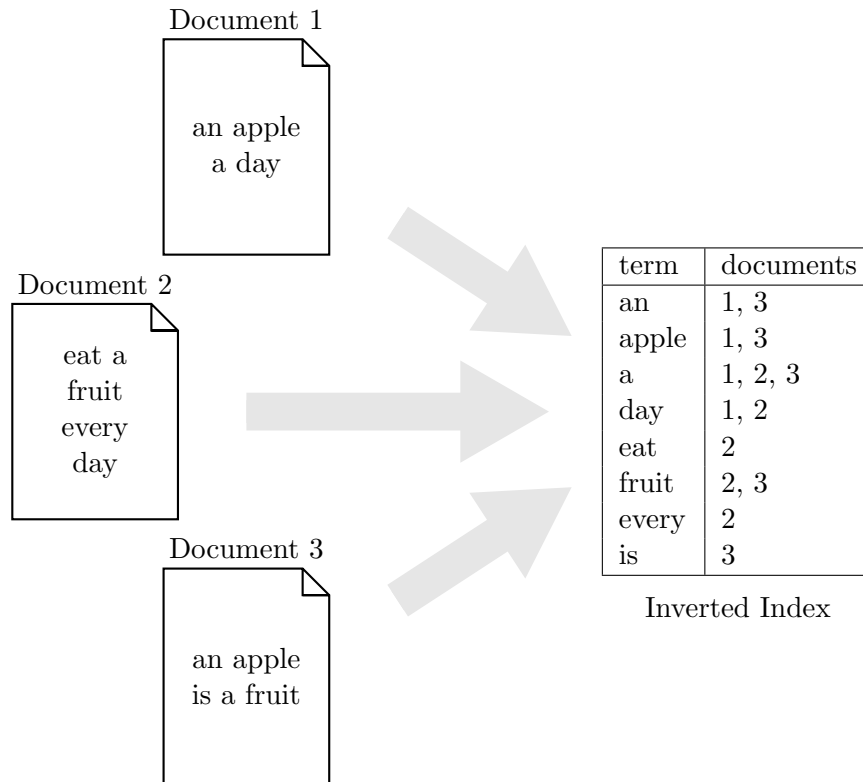 Document 1
an apple
a day
Document 2
eat a
fruit
every
day
Document 3
an apple
is a fruit
term documents
an 1, 3
apple 1, 3
a 1, 2, 3
day 1, 2
eat 2
fruit 2, 3
every 2
is 3
Inverted Index